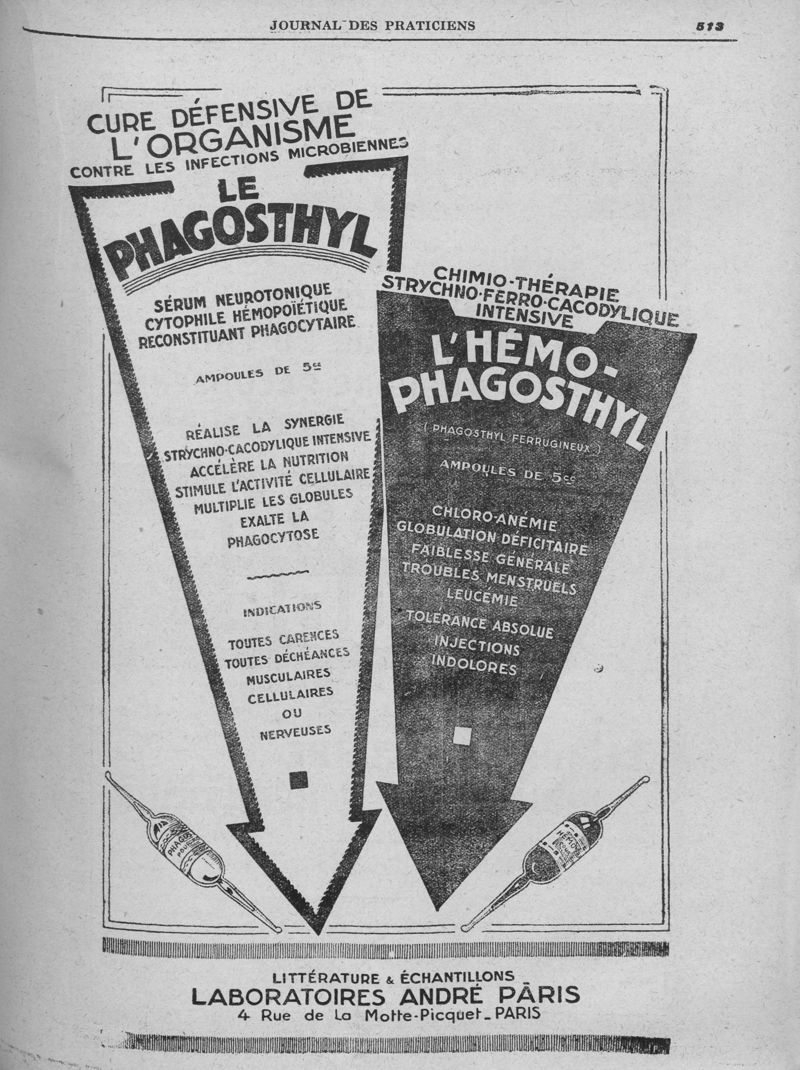 JOURNAL DES PRATICIENS
513
CURE DÉFENSIVE DE
L'ORGANISME
CONTRE LES INFECTIONS MICROBIENNES
LE
PHAGOSTHYL
SÉRUM NEUROTONIQUE
CYTOPHILE HÉMOPOÏÉTIQUE
RECONSTITUANT PHAGOCYTAIRE
AMPOULES DE 5cc
RÉALISE LA SYNERGIE
STRYCHNO-CACODYLIQUE INTENSIVE
ACCÉLÈRE LA NUTRITION
STIMULE L'ACTIVITÉ CELLULAIRE
MULTIPLIE LES GLOBULES
EXALTE LA
PHAGOCYTOSE
INDICATIONS
TOUTES CARENCES
TOUTES DÉCHÉANCES
MUSCULAIRES
CELLULAIRES
OU
NERVEUSES
CHIMIO-THÉRAPIE
STRYCHNO-FERRO-CACODYLIQUE
INTENSIVE
L'HÉMO-
PHAGOSTHYL
(PHAGOSTHYL FERRUGINEUX)
AMPOULES DE 5cc
CHLORO-ANÉMIE
GLOBULATION DÉFICITAIRE
FAIBLESSE GÉNÉRALE
TROUBLES MENSTRUELS
LEUCÉMIE
TOLERANCE ABSOLUE
INJECTIONS
INDOLORES
LITTÉRATURE & ÉCHANTILLONS
LABORATOIRES ANDRÉ PÂRIS
4 Rue de La Motte-Picquet_PARIS